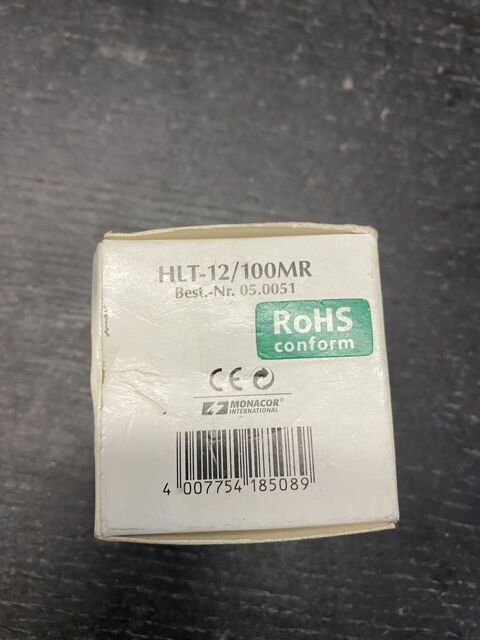 HLT-12/100MR
Best.-Nr. 05.0051
RoHS
conform
CE
MONACOR®
INTERNATIONAL
4 007754 185089